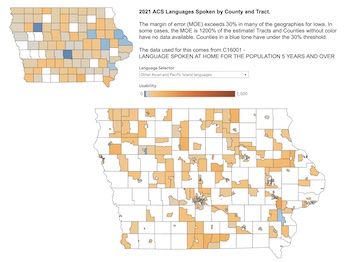 2021 ACS Languages Spoken by County and Tract.
The margin of error (MOE) exceeds 30% in many of the geographies for Iowa. In
some cases, the MOE is 1200% of the estimate! Tracts and Counties without color
have no data available. Counties in a blue tone have under the 30% threshold.
The data used for this comes from C16001 -
LANGUAGE SPOKEN AT HOME FOR THE POPULATION 5 YEARS AND OVER
Language Selector
Other Asian and Pacific Island languages
Usability
0